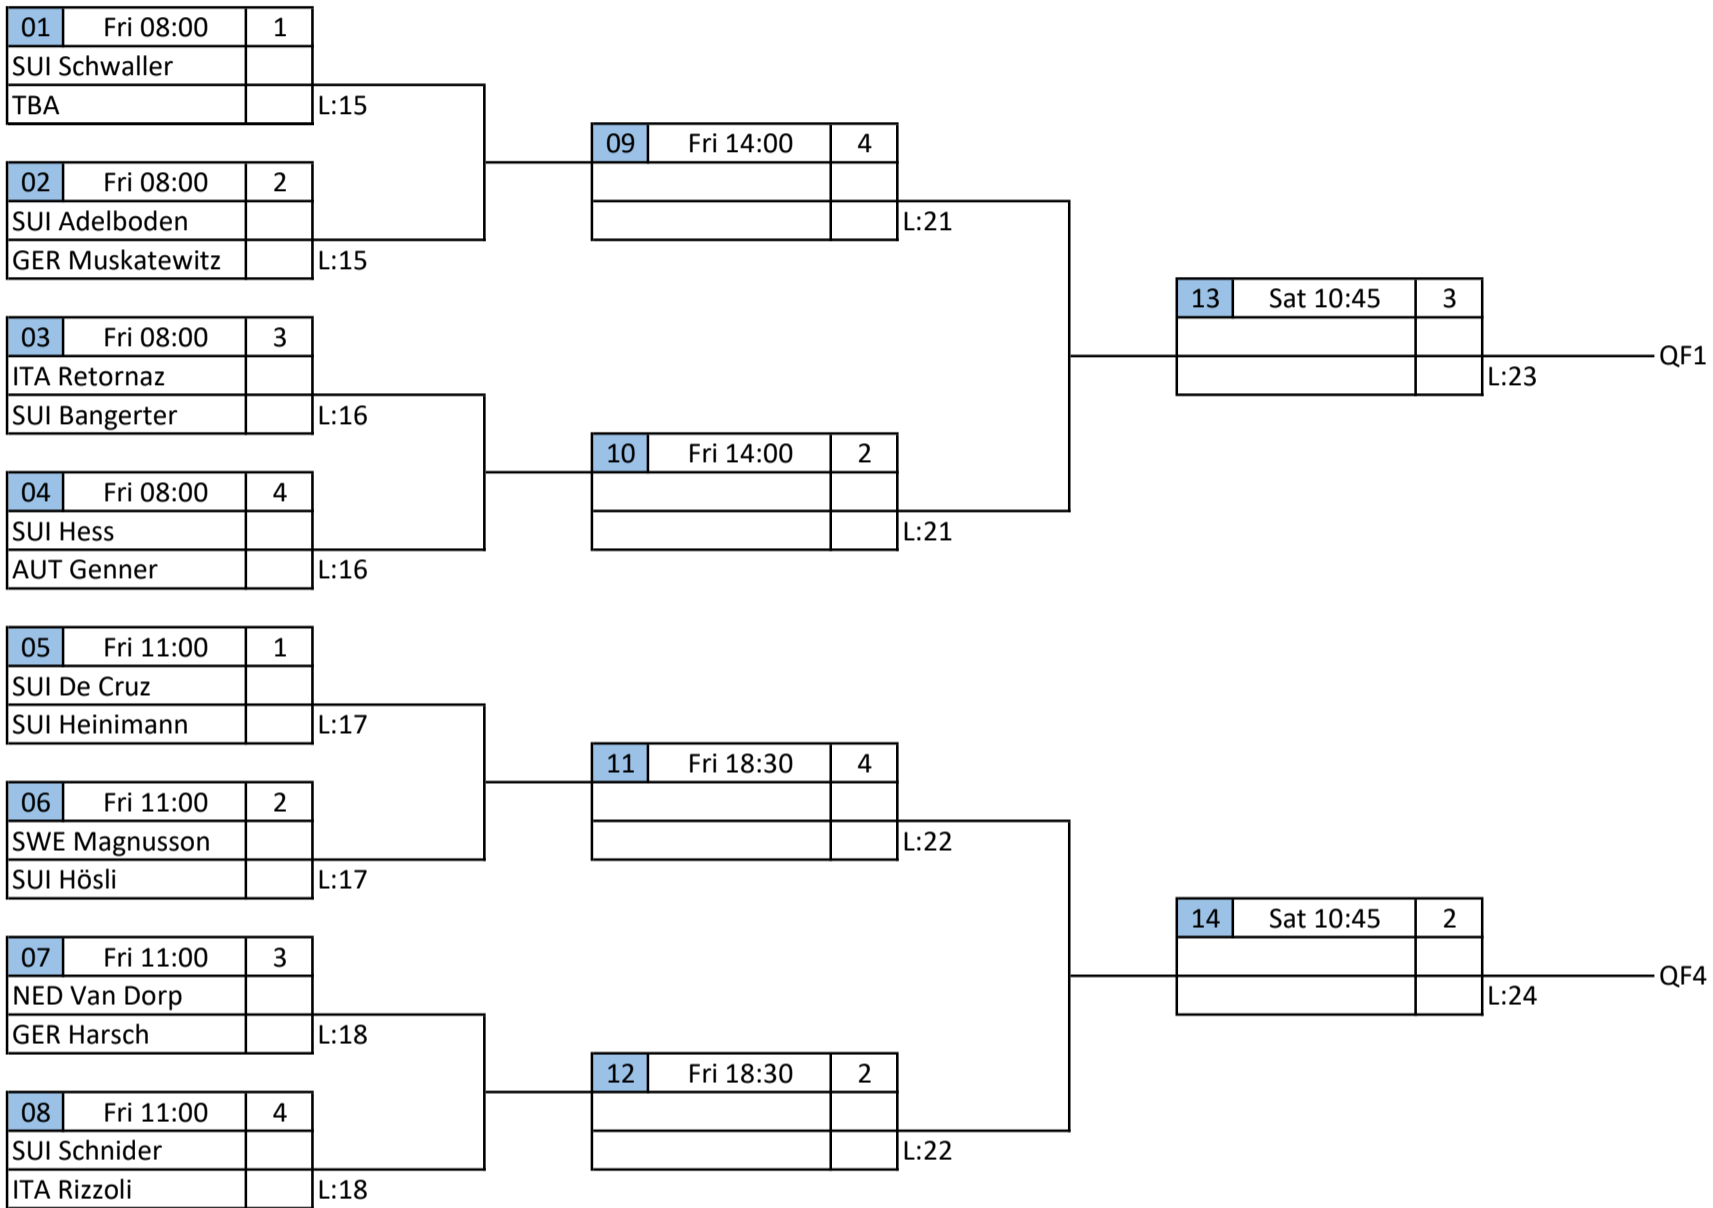 01 Fri 08:00 1
SUI Schwaller
TBA
L:15
02 Fri 08:00 2
SUI Adelboden
GER Muskatewitz
L:15
03 Fri 08:00 3
ITA Retornaz
SUI Bangerter
L:16
04 Fri 08:00 4
SUI Hess
AUT Genner
L:16
05 Fri 11:00 1
SUI De Cruz
SUI Heinimann
L:17
06 Fri 11:00 2
SWE Magnusson
SUI Hösli
L:17
07 Fri 11:00 3
NED Van Dorp
GER Harsch
L:18
08 Fri 11:00 4
SUI Schnider
ITA Rizzoli
L:18
09 Fri 14:00 4
L:21
10 Fri 14:00 2
L:21
11 Fri 18:30 4
L:22
12 Fri 18:30 2
L:22
13 Sat 10:45 3
QF1
L:23
14 Sat 10:45 2
QF4
L:24